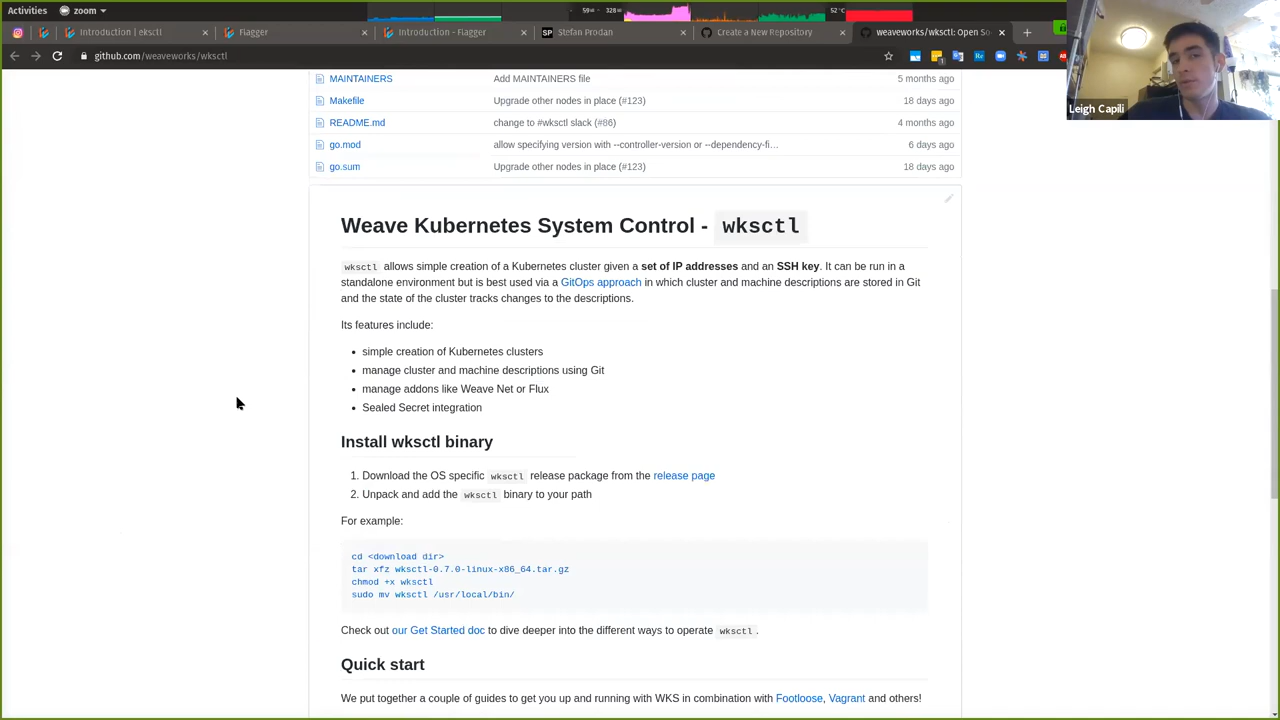 Activities
zoom
59
328
52 °C
Introduction | eksctl
Flagger
Introduction - Flagger
SP
Stefan Prodan
Create a New Repository
weaveworks/wksctl: Open So
github.com/weaveworks/wksctl
Leigh Capili
MAINTAINERS Add MAINTAINERS file 5 months ago
Makefile Upgrade other nodes in place (#123) 18 days ago
README.md change to #wksctl slack (#86) 4 months ago
go.mod allow specifying version with --controller-version or --dependency-fi… 6 days ago
go.sum Upgrade other nodes in place (#123) 18 days ago
Weave Kubernetes System Control - wksctl
wksctl allows simple creation of a Kubernetes cluster given a set of IP addresses and an SSH key. It can be run in a
standalone environment but is best used via a GitOps approach in which cluster and machine descriptions are stored in Git
and the state of the cluster tracks changes to the descriptions.
Its features include:
• simple creation of Kubernetes clusters
• manage cluster and machine descriptions using Git
• manage addons like Weave Net or Flux
• Sealed Secret integration
Install wksctl binary
1. Download the OS specific wksctl release package from the release page
2. Unpack and add the wksctl binary to your path
For example:
cd <download dir>
tar xfz wksctl-0.7.0-linux-x86_64.tar.gz
chmod +x wksctl
sudo mv wksctl /usr/local/bin/
Check out our Get Started doc to dive deeper into the different ways to operate wksctl.
Quick start
We put together a couple of guides to get you up and running with WKS in combination with Footloose, Vagrant and others!